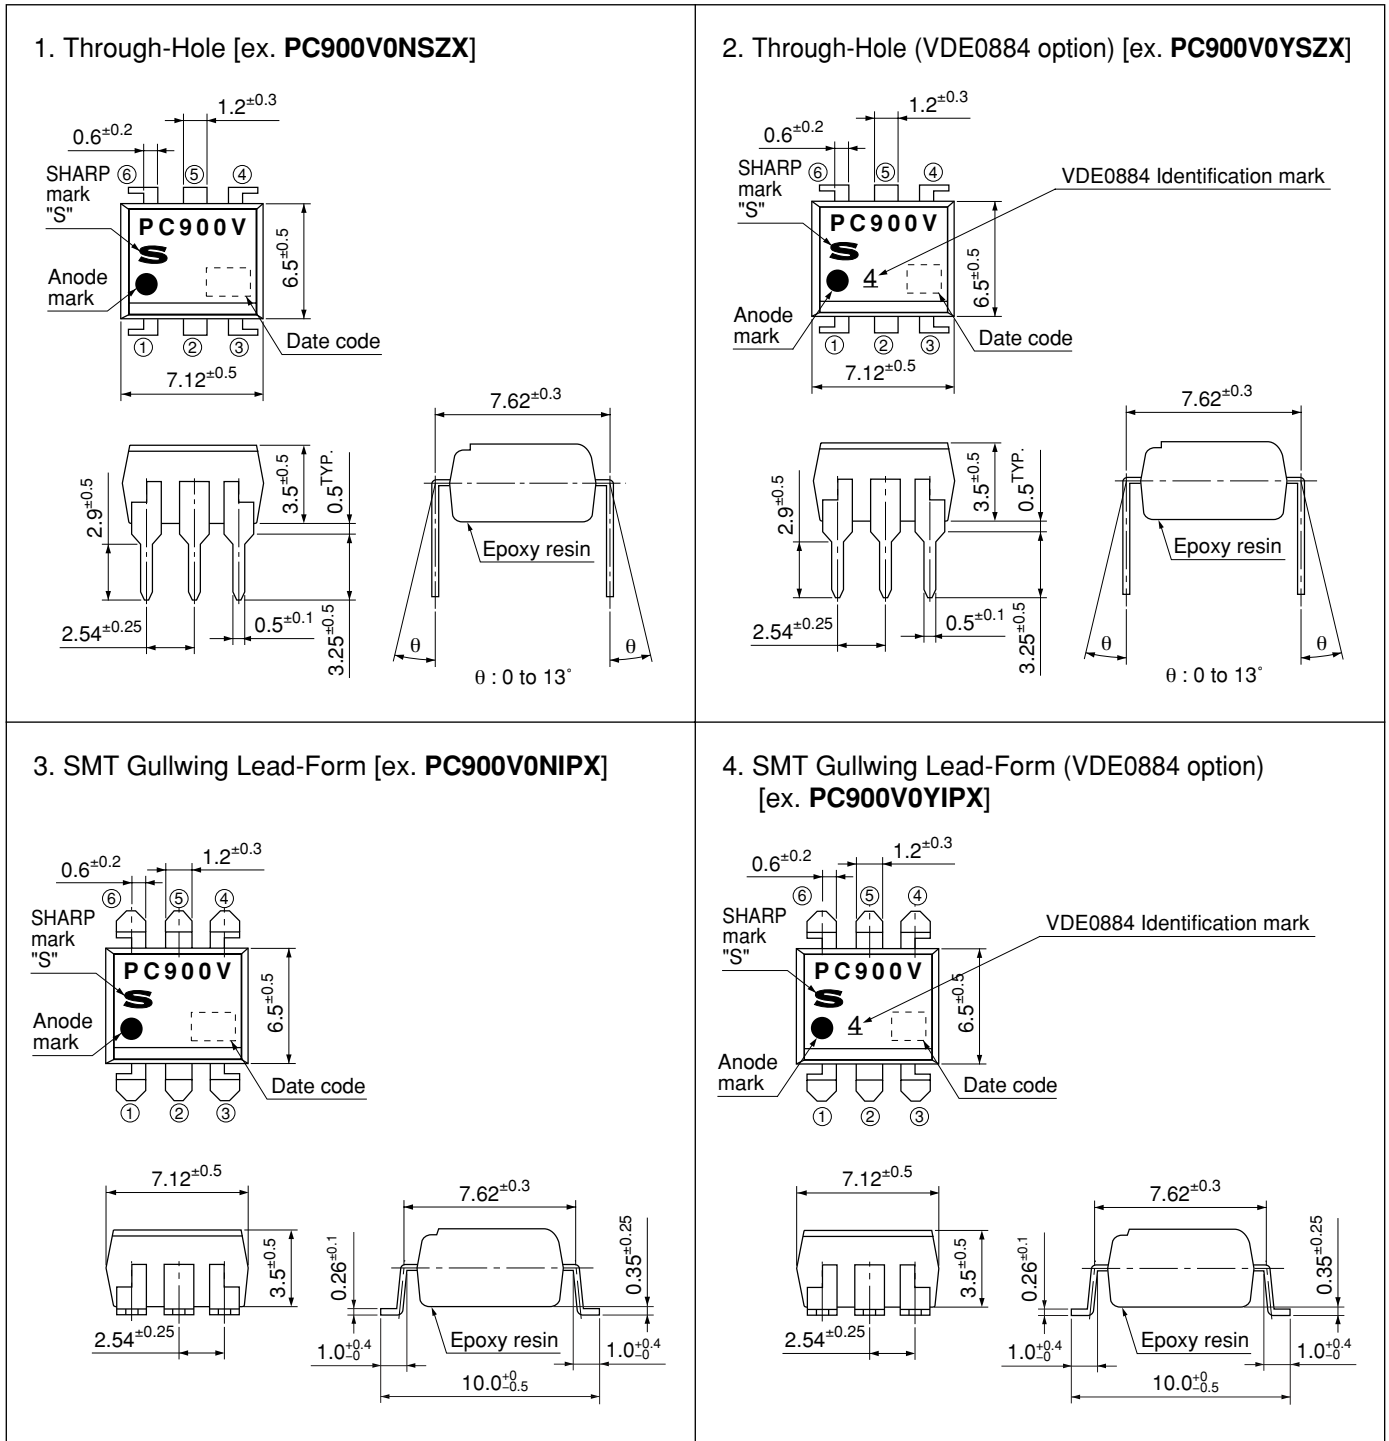 1. Through-Hole [ex. PC900V0NSZX]
1.2±0.3
0.6±0.2
SHARP
mark
"S"
⑥ ⑤ ④
PC900V
S
6.5±0.5
Anode
mark
Date code
① ② ③
7.12±0.5
7.62±0.3
2.9±0.5
3.5±0.5
0.5TYP.
Epoxy resin
2.54±0.25
0.5±0.1
3.25±0.5
θ
θ
θ : 0 to 13˚
2. Through-Hole (VDE0884 option) [ex. PC900V0YSZX]
1.2±0.3
0.6±0.2
SHARP
mark
"S"
⑥ ⑤ ④
VDE0884 Identification mark
PC900V
S
4
6.5±0.5
Anode
mark
Date code
① ② ③
7.12±0.5
7.62±0.3
2.9±0.5
3.5±0.5
0.5TYP.
Epoxy resin
2.54±0.25
0.5±0.1
3.25±0.5
θ
θ
θ : 0 to 13˚
3. SMT Gullwing Lead-Form [ex. PC900V0NIPX]
0.6±0.2
1.2±0.3
⑥ ⑤ ④
SHARP
mark
"S"
PC900V
S
6.5±0.5
Anode
mark
Date code
① ② ③
7.12±0.5
7.62±0.3
3.5±0.5
0.26±0.1
0.35±0.25
2.54±0.25
Epoxy resin
1.0+0.4−0
1.0+0.4−0
10.0+0−0.5
4. SMT Gullwing Lead-Form (VDE0884 option)
[ex. PC900V0YIPX]
0.6±0.2
1.2±0.3
⑥ ⑤ ④
SHARP
mark
"S"
VDE0884 Identification mark
PC900V
S
4
6.5±0.5
Anode
mark
Date code
① ② ③
7.12±0.5
7.62±0.3
3.5±0.5
0.26±0.1
0.35±0.25
2.54±0.25
Epoxy resin
1.0+0.4−0
1.0+0.4−0
10.0+0−0.5